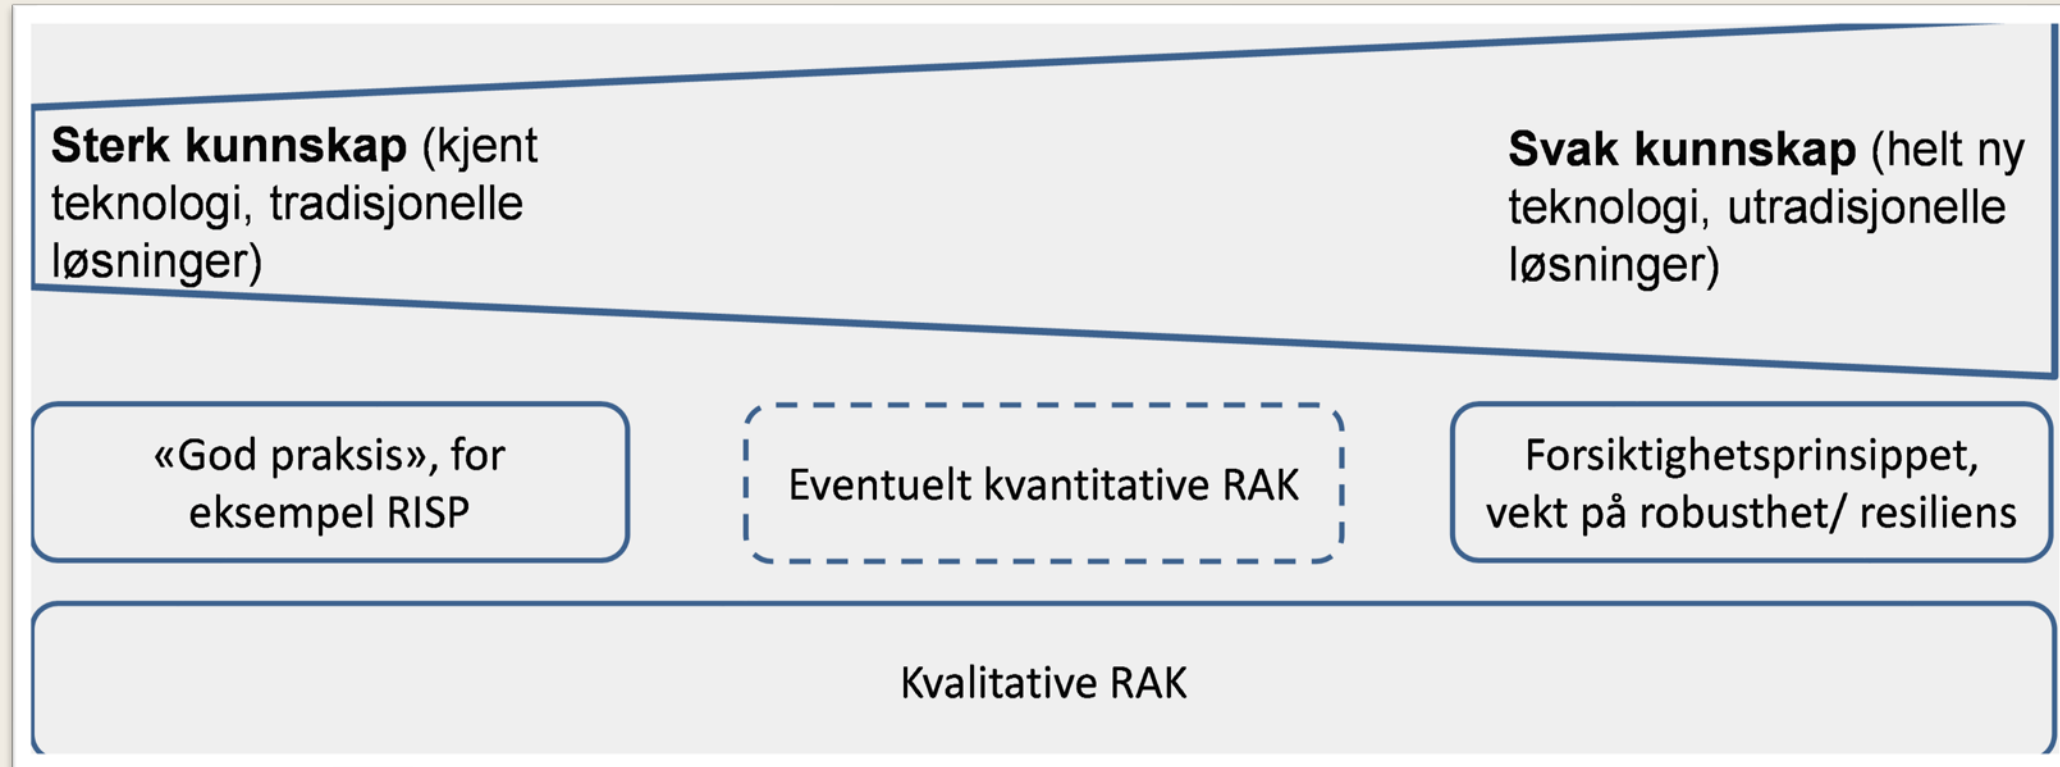 Sterk kunnskap (kjent
teknologi, tradisjonelle
løsninger)
Svak kunnskap (helt ny
teknologi, utradisjonelle
løsninger)
«God praksis», for
eksempel RISP
Eventuelt kvantitative RAK
Forsiktighetsprinsippet,
vekt på robusthet/ resiliens
Kvalitative RAK